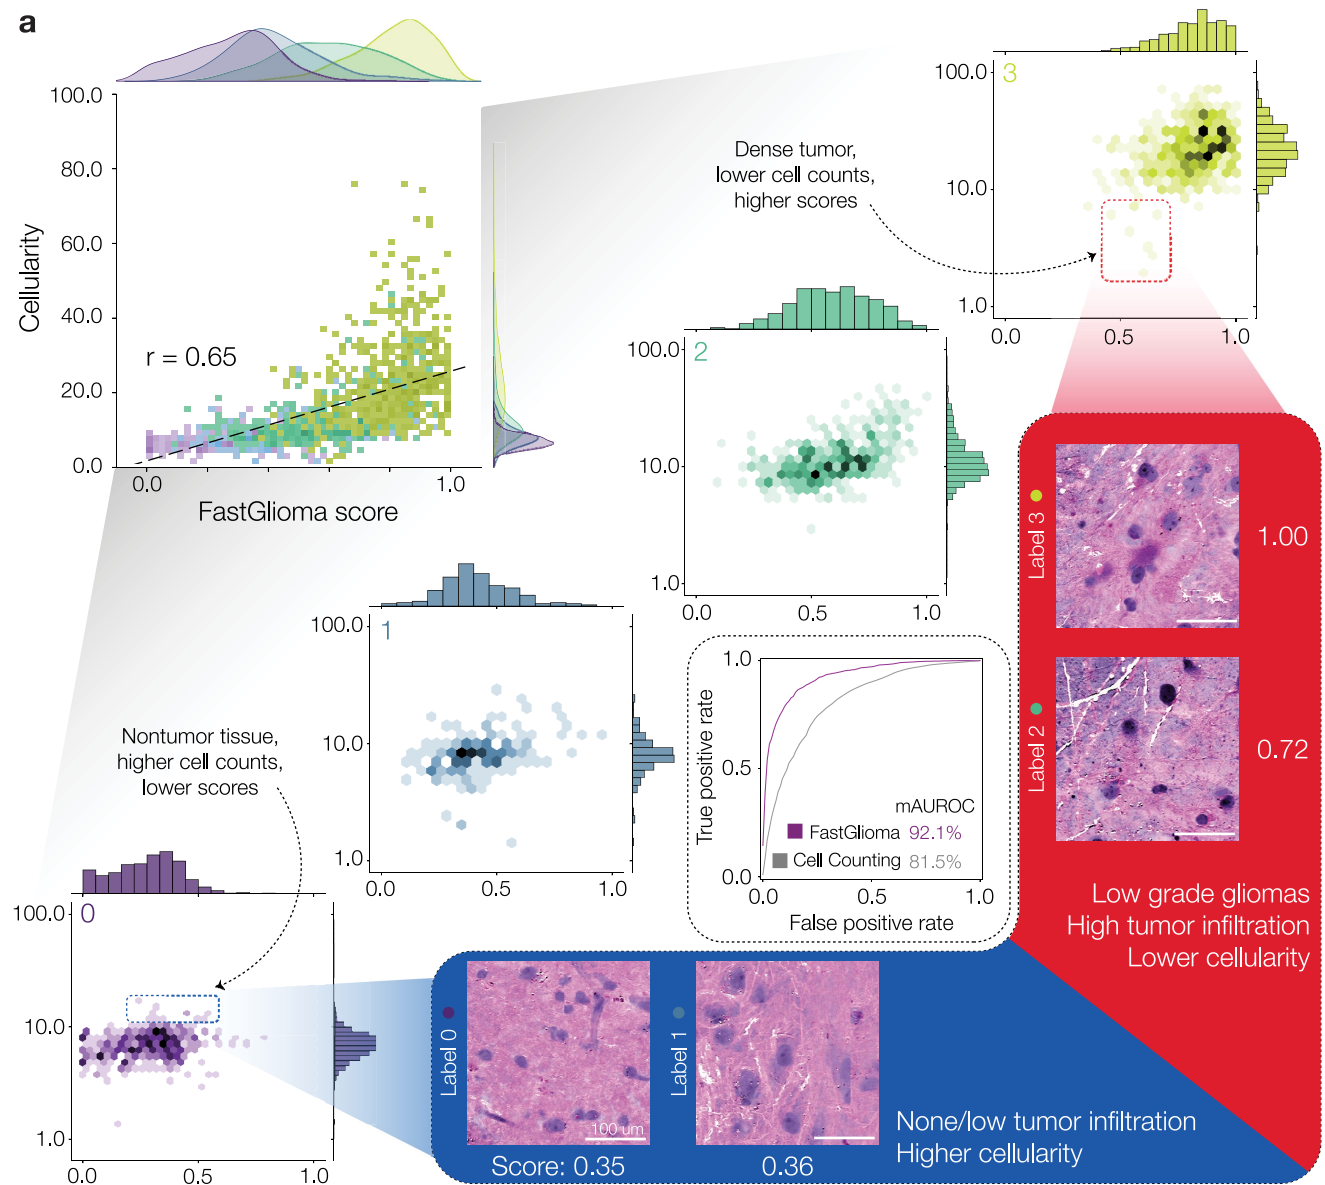 a
100.0
80.0
60.0
40.0
20.0
0.0
Cellularity
r = 0.65
0.0
1.0
FastGlioma score
3
100.0
10.0
1.0
0.0
0.5
1.0
Dense tumor,
lower cell counts,
higher scores
2
100.0
10.0
1.0
0.0
0.5
1.0
1
100.0
10.0
1.0
0.0
0.5
1.0
Nontumor tissue,
higher cell counts,
lower scores
0
100.0
10.0
1.0
0.0
0.5
1.0
1.0
0.5
0.0
True positive rate
mAUROC
FastGlioma 92.1%
Cell Counting 81.5%
0.0
0.5
1.0
False positive rate
Label 3
1.00
Label 2
0.72
Low grade gliomas
High tumor infiltration
Lower cellularity
Label 0
100 um
Score: 0.35
Label 1
0.36
None/low tumor infiltration
Higher cellularity